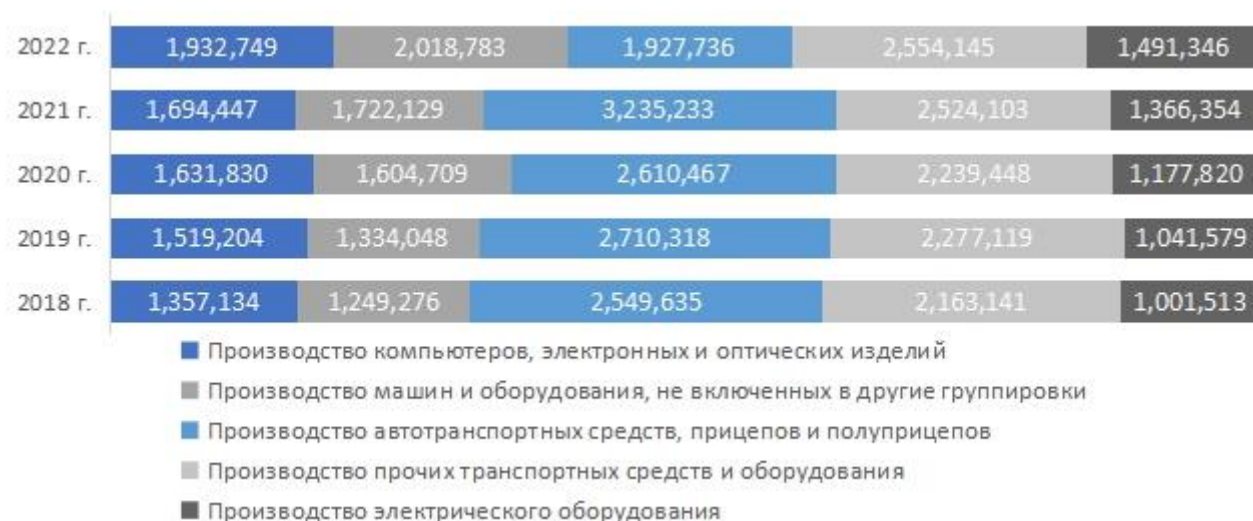 2022 г. 1,932,749 2,018,783 1,927,736 2,554,145 1,491,346
2021 г. 1,694,447 1,722,129 3,235,233 2,524,103 1,366,354
2020 г. 1,631,830 1,604,709 2,610,467 2,239,448 1,177,820
2019 г. 1,519,204 1,334,048 2,710,318 2,277,119 1,041,579
2018 г. 1,357,134 1,249,276 2,549,635 2,163,141 1,001,513
Производство компьютеров, электронных и оптических изделий
Производство машин и оборудования, не включенных в другие группировки
Производство автотранспортных средств, прицепов и полуприцепов
Производство прочих транспортных средств и оборудования
Производство электрического оборудования